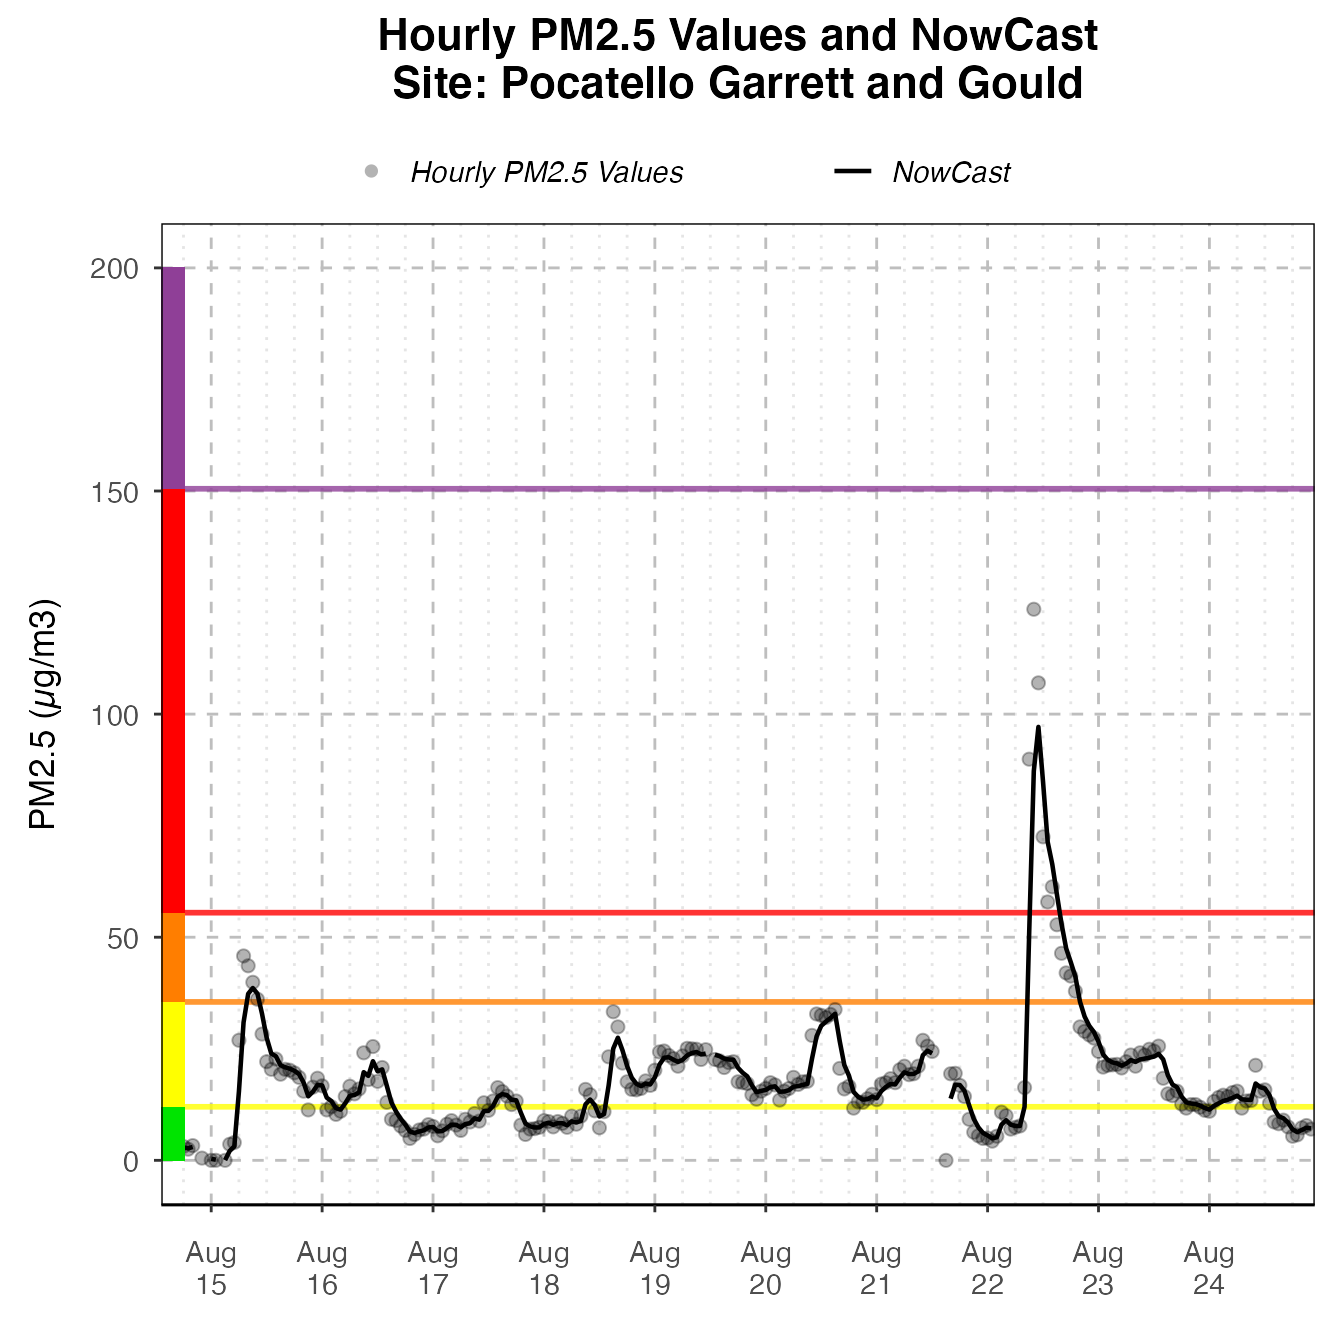 Hourly PM2.5 Values and NowCast
Site: Pocatello Garrett and Gould
Hourly PM2.5 Values
NowCast
200
150
100
50
0
PM2.5 (µg/m3)
Aug 15
Aug 16
Aug 17
Aug 18
Aug 19
Aug 20
Aug 21
Aug 22
Aug 23
Aug 24